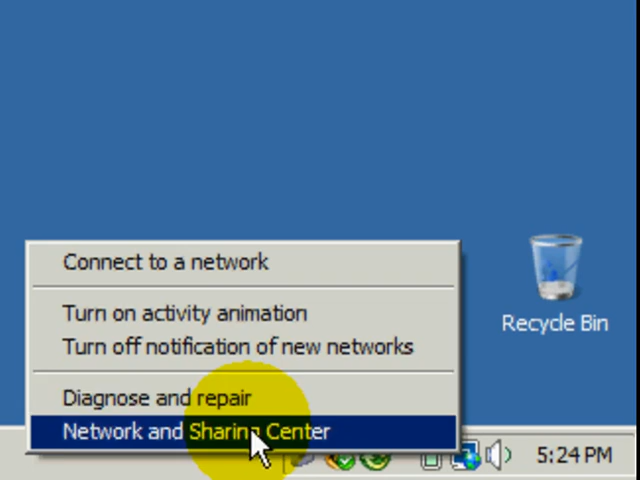 Connect to a network
Turn on activity animation
Turn off notification of new networks
Diagnose and repair
Network and Sharing Center
Recycle Bin
5:24 PM